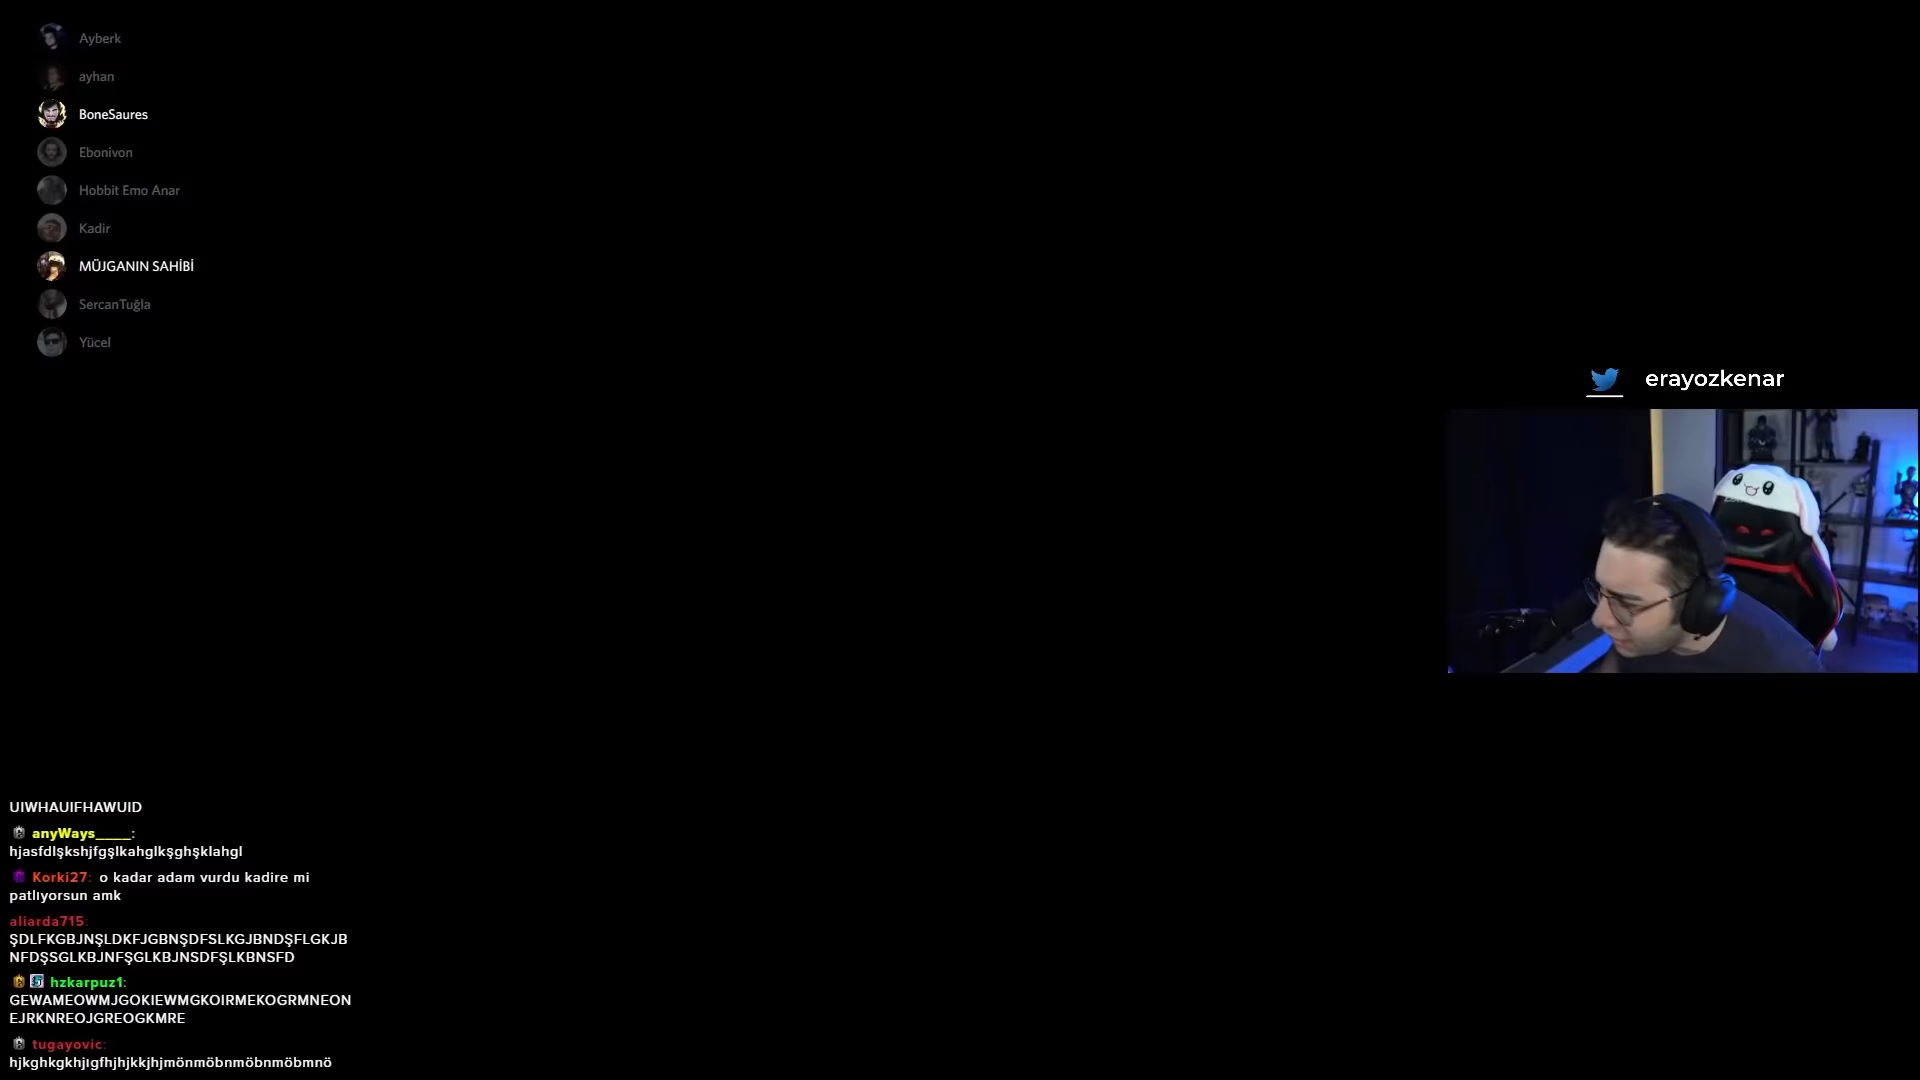 Ayberk
ayhan
BoneSaures
Ebonivon
Hobbit Emo Anar
Kadir
MÜJGANIN SAHİBİ
SercanTuğla
Yücel
erayozkenar
UIWHAUIFHAWUID
anyWays____:
hjasfdlşkshjfgşlkahglkşghşklahgl
Korki27: o kadar adam vurdu kadire mi
patlıyorsun amk
aliarda715:
ŞDLFKGBJNŞLDKFJGBNŞDFSLKGJBNDŞFLGKJB
NFDŞSGLKBJNFŞGLKBJNSDFŞLKBNSFD
hzkarpuz1:
GEWAMEOWMJGOKIEWMGKOIRMEKOGRMNEON
EJRKNREOJGREOGKMRE
tugayovic:
hjkghkgkhjıgfhjhjkkjhjmönmöbnmöbnmöbmnö